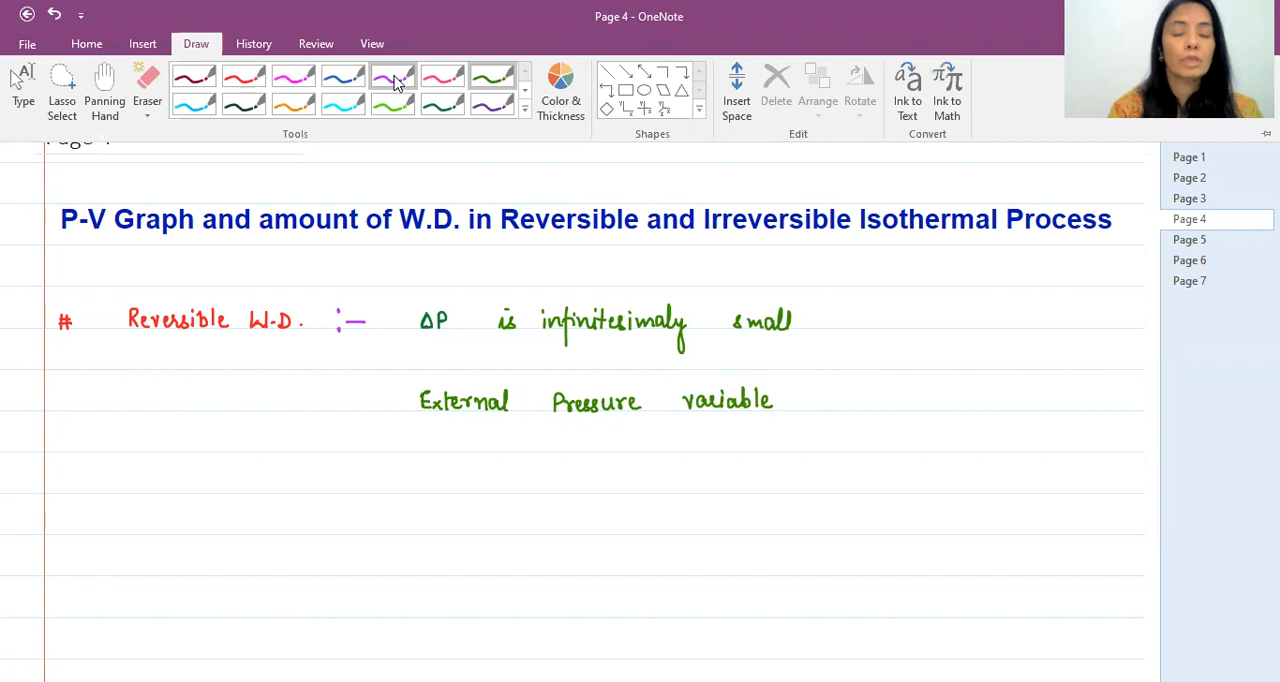 Page 4 - OneNote
File Home Insert Draw History Review View
Type Lasso Select Panning Hand Eraser Color & Thickness Insert Space Delete Arrange Rotate Ink to Text Ink to Math
Tools Shapes Edit Convert
Page 4
Page 1
Page 2
Page 3
Page 4
Page 5
Page 6
Page 7
P-V Graph and amount of W.D. in Reversible and Irreversible Isothermal Process
# Reversible W.D. :- ΔP is infinitesimaly small
External Pressure variable